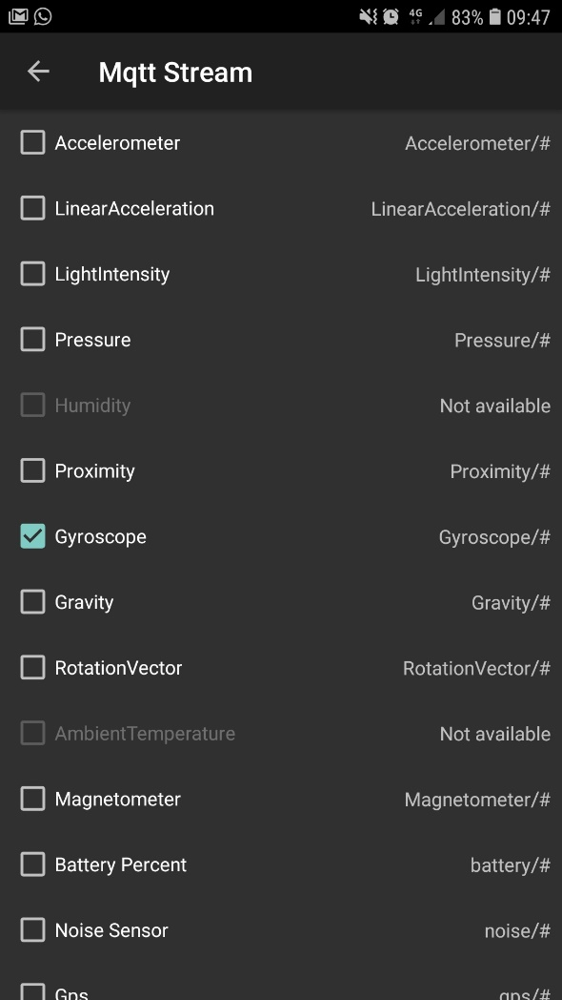 4G 83% 09:47
Mqtt Stream
Accelerometer Accelerometer/#
LinearAcceleration LinearAcceleration/#
LightIntensity LightIntensity/#
Pressure Pressure/#
Humidity Not available
Proximity Proximity/#
Gyroscope Gyroscope/#
Gravity Gravity/#
RotationVector RotationVector/#
AmbientTemperature Not available
Magnetometer Magnetometer/#
Battery Percent battery/#
Noise Sensor noise/#
Gps gps/#